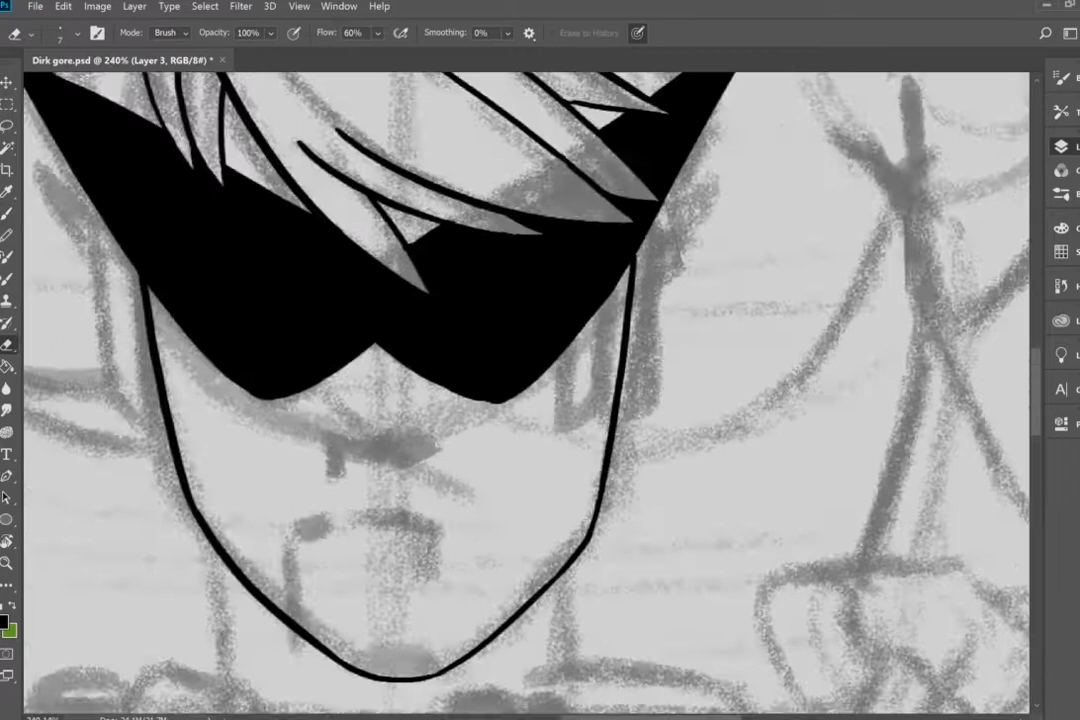 Ps File Edit Image Layer Type Select Filter 3D View Window Help
7 Mode: Brush Opacity: 100% Flow: 60% Smoothing: 0% Erase to History
Dirk gore.psd @ 240% (Layer 3, RGB/8#) * ×